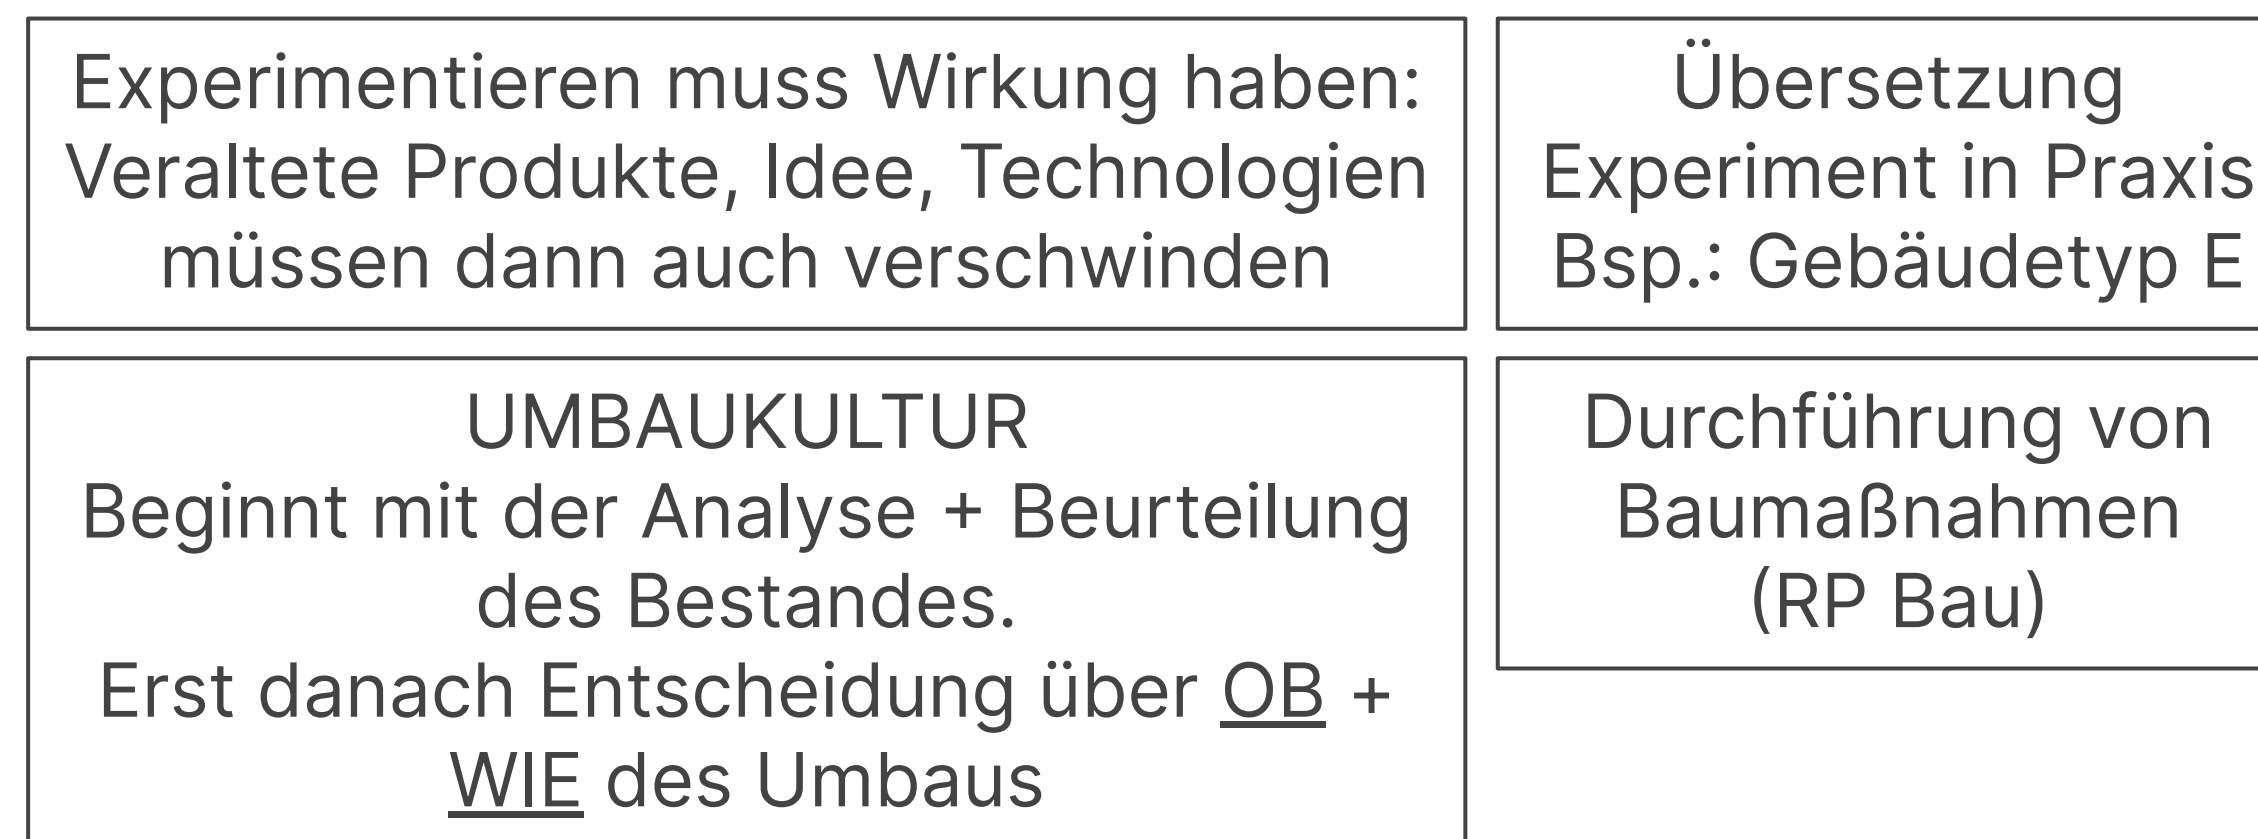 Experimentieren muss Wirkung haben:
Veraltete Produkte, Idee, Technologien
müssen dann auch verschwinden
Übersetzung
Experiment in Praxis
Bsp.: Gebäudetyp E
UMBAUKULTUR
Beginnt mit der Analyse + Beurteilung
des Bestandes.
Erst danach Entscheidung über OB +
WIE des Umbaus
Durchführung von
Baumaßnahmen
(RP Bau)